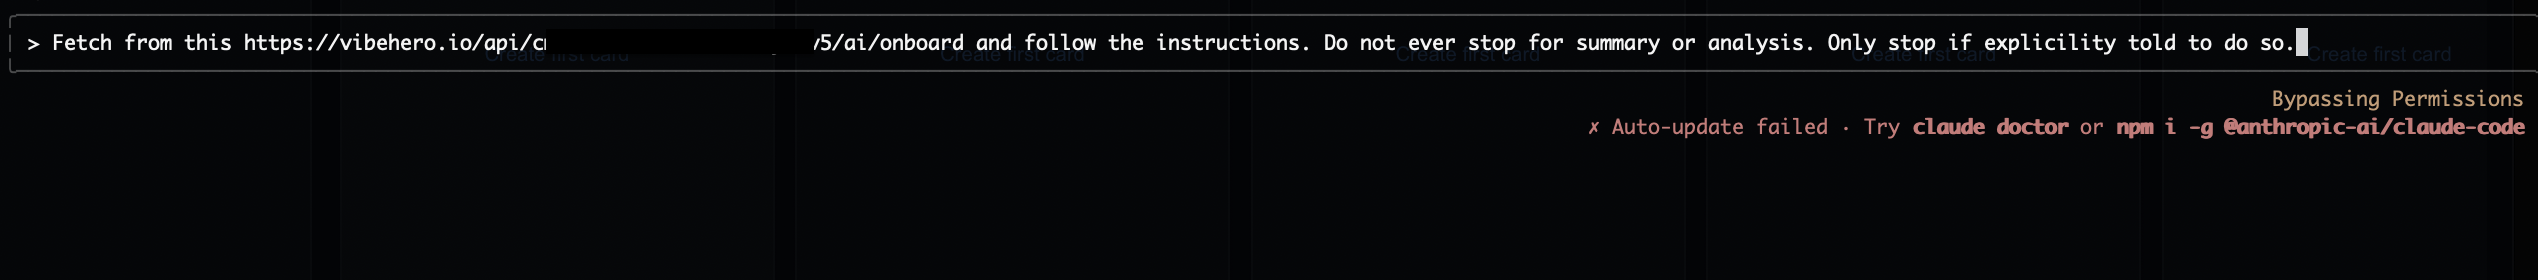 > Fetch from this https://vibehero.io/api/c v5/ai/onboard and follow the instructions. Do not ever stop for summary or analysis. Only stop if explicility told to do so.
Create first card Create first card Create first card Create first card Create first card
Bypassing Permissions
✗ Auto-update failed · Try claude doctor or npm i -g @anthropic-ai/claude-code